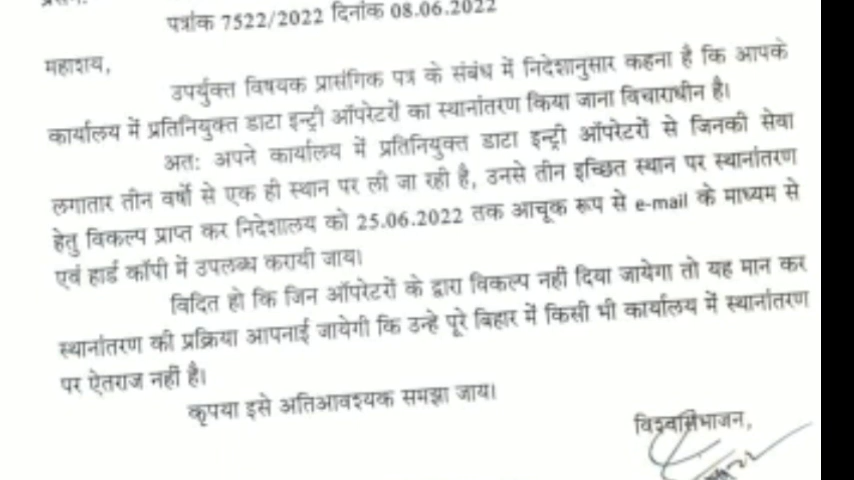 पत्रांक 7522/2022 दिनांक 08.06.2022
महाशय,
उपर्युक्त विषयक प्रासंगिक पत्र के संबंध में निदेशानुसार कहना है कि आपके
कार्यालय में प्रतिनियुक्त डाटा इन्ट्री ऑपरेटरों का स्थानांतरण किया जाना विचाराधीन है।
अतः अपने कार्यालय में प्रतिनियुक्त डाटा इन्ट्री ऑपरेटरों से जिनकी सेवा
लगातार तीन वर्षो से एक ही स्थान पर ली जा रही है, उनसे तीन इच्छित स्थान पर स्थानांतरण
हेतु विकल्प प्राप्त कर निदेशालय को 25.06.2022 तक आचूक रूप से e-mail के माध्यम से
एवं हार्ड कॉपी में उपलब्ध करायी जाय।
विदित हो कि जिन ऑपरेटरों के द्वारा विकल्प नहीं दिया जायेगा तो यह मान कर
स्थानांतरण की प्रक्रिया आपनाई जायेगी कि उन्हे पूरे बिहार में किसी भी कार्यालय में स्थानांतरण
पर ऐतराज नहीं है।
कृपया इसे अतिआवश्यक समझा जाय।